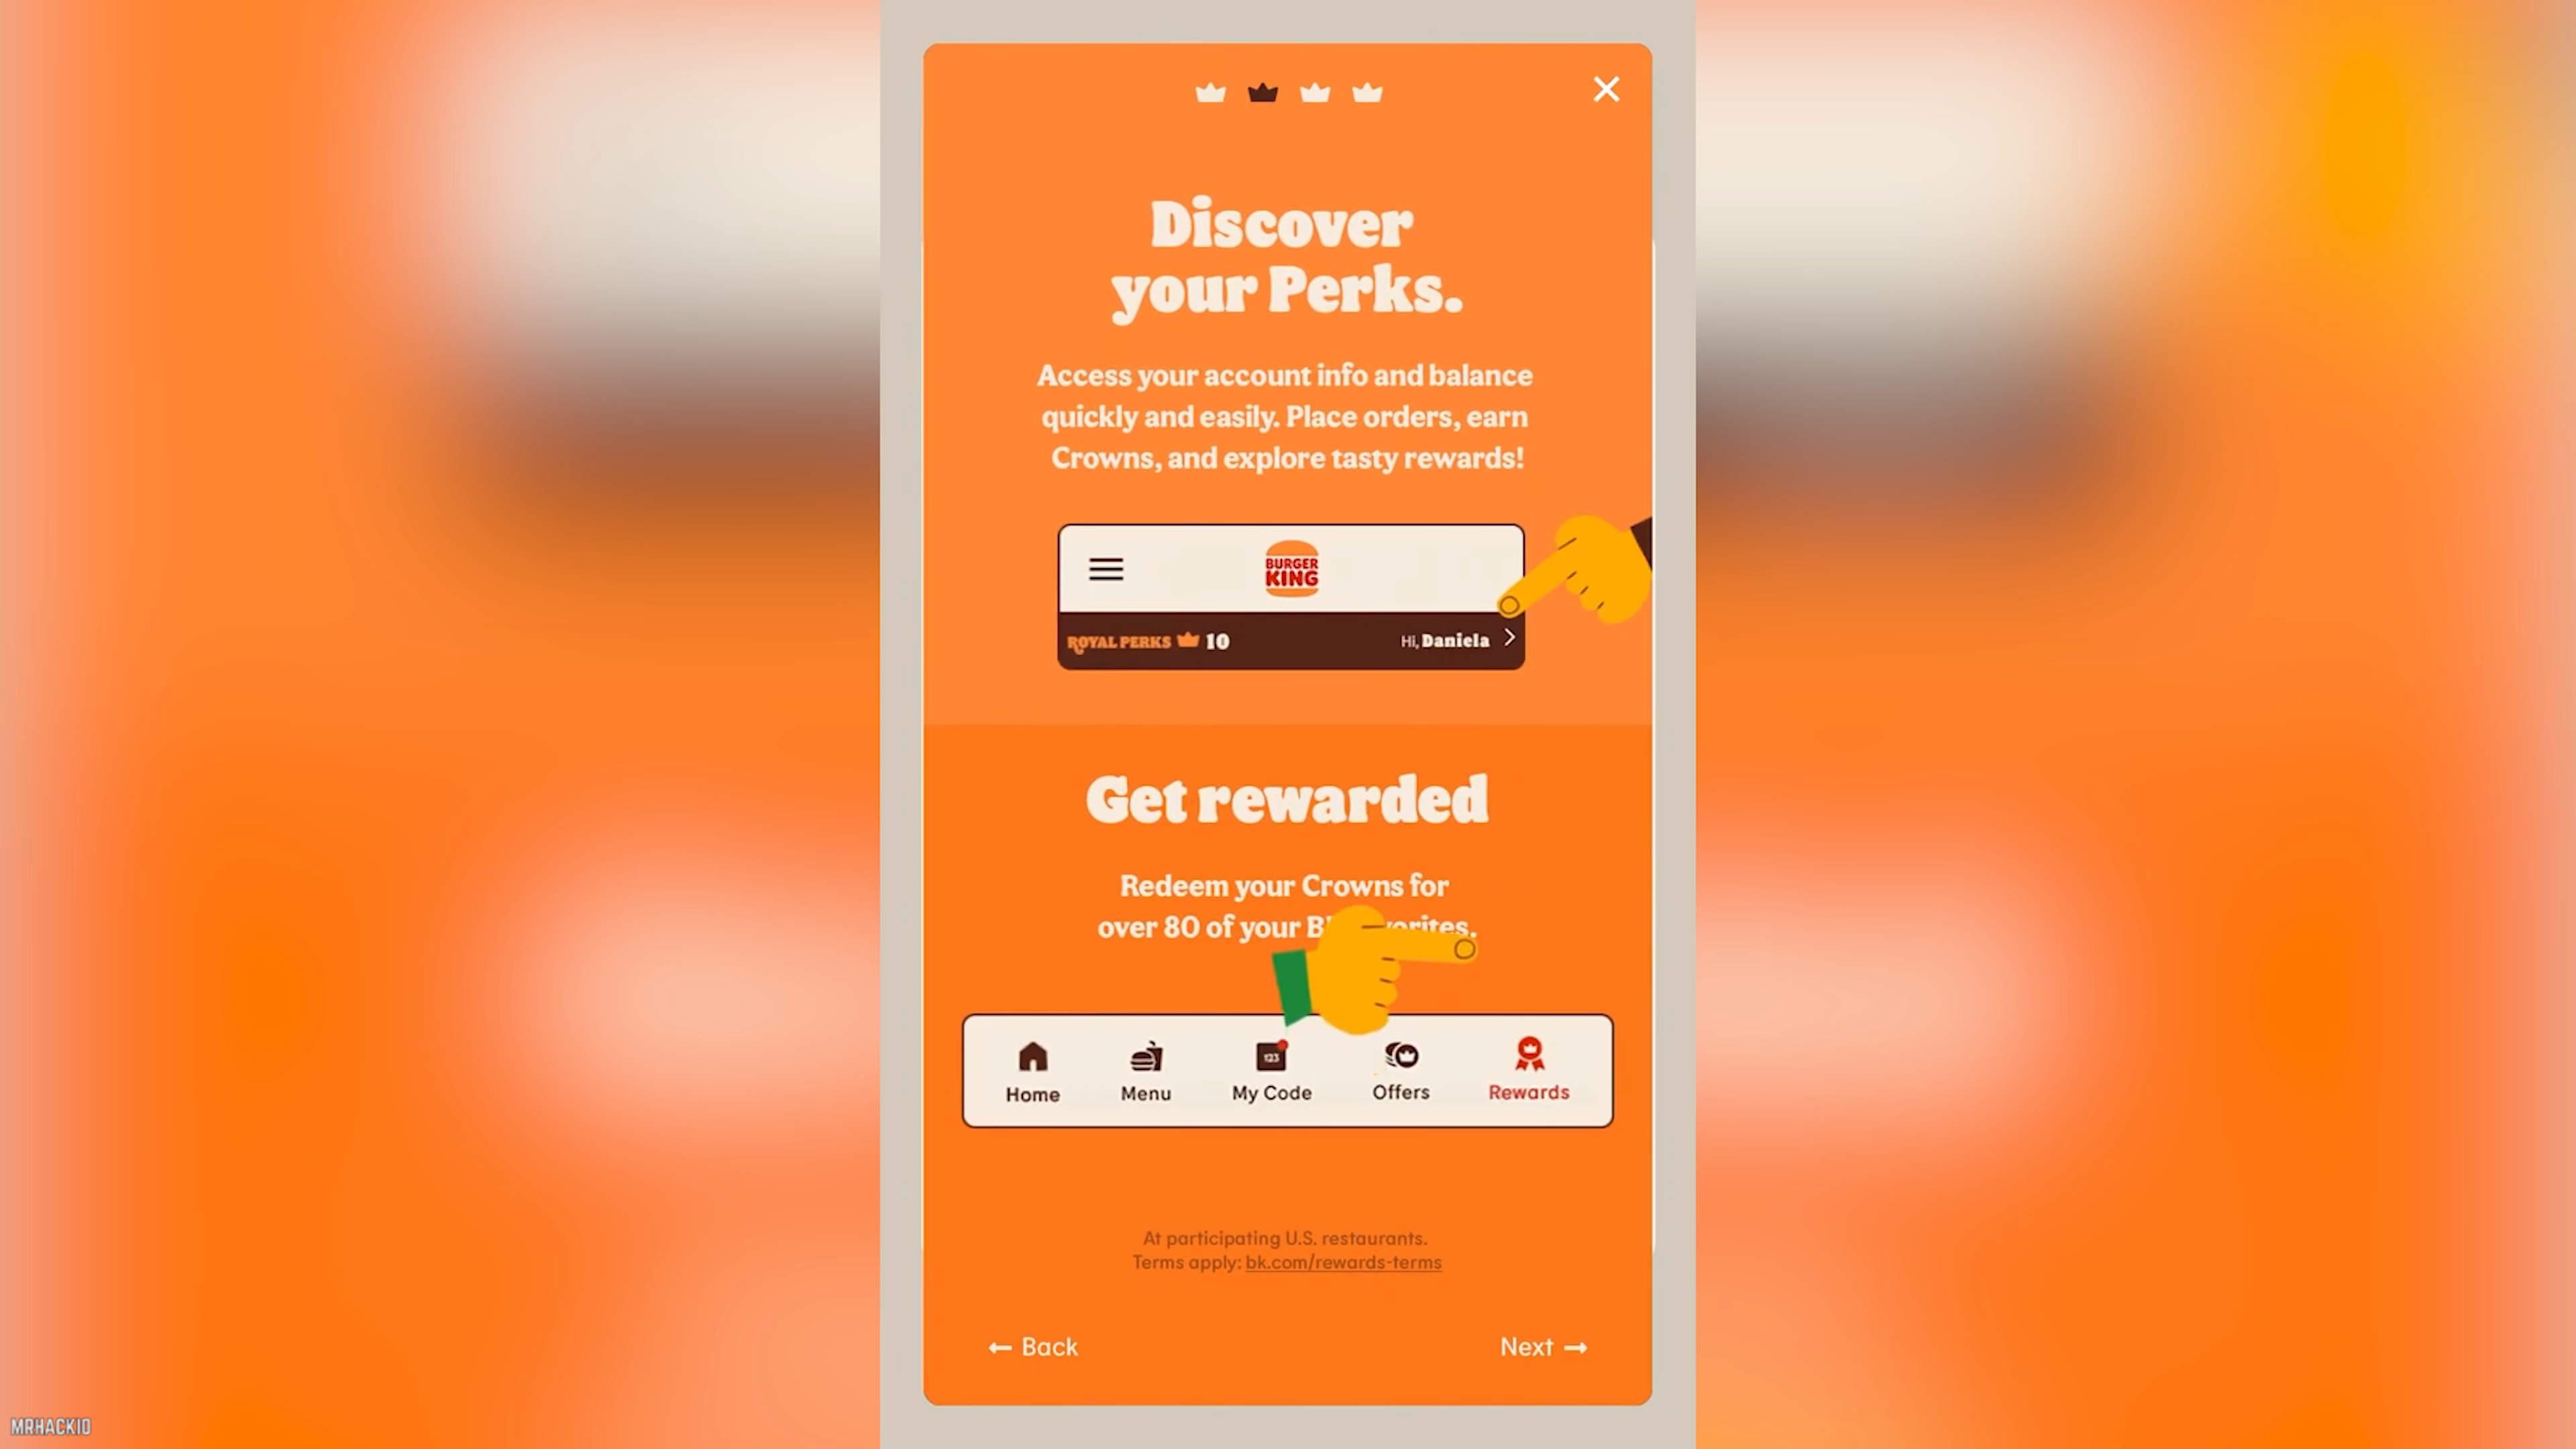 Discover
your Perks.
Access your account info and balance
quickly and easily. Place orders, earn
Crowns, and explore tasty rewards!
BURGER
KING
ROYAL PERKS 10
Hi, Daniela
Get rewarded
Redeem your Crowns for
over 80 of your
123
Home
Menu
My Code
Offers
Rewards
At participating U.S. restaurants.
Terms apply: bk.com/rewards-terms
Back
Next
MRHACKIO